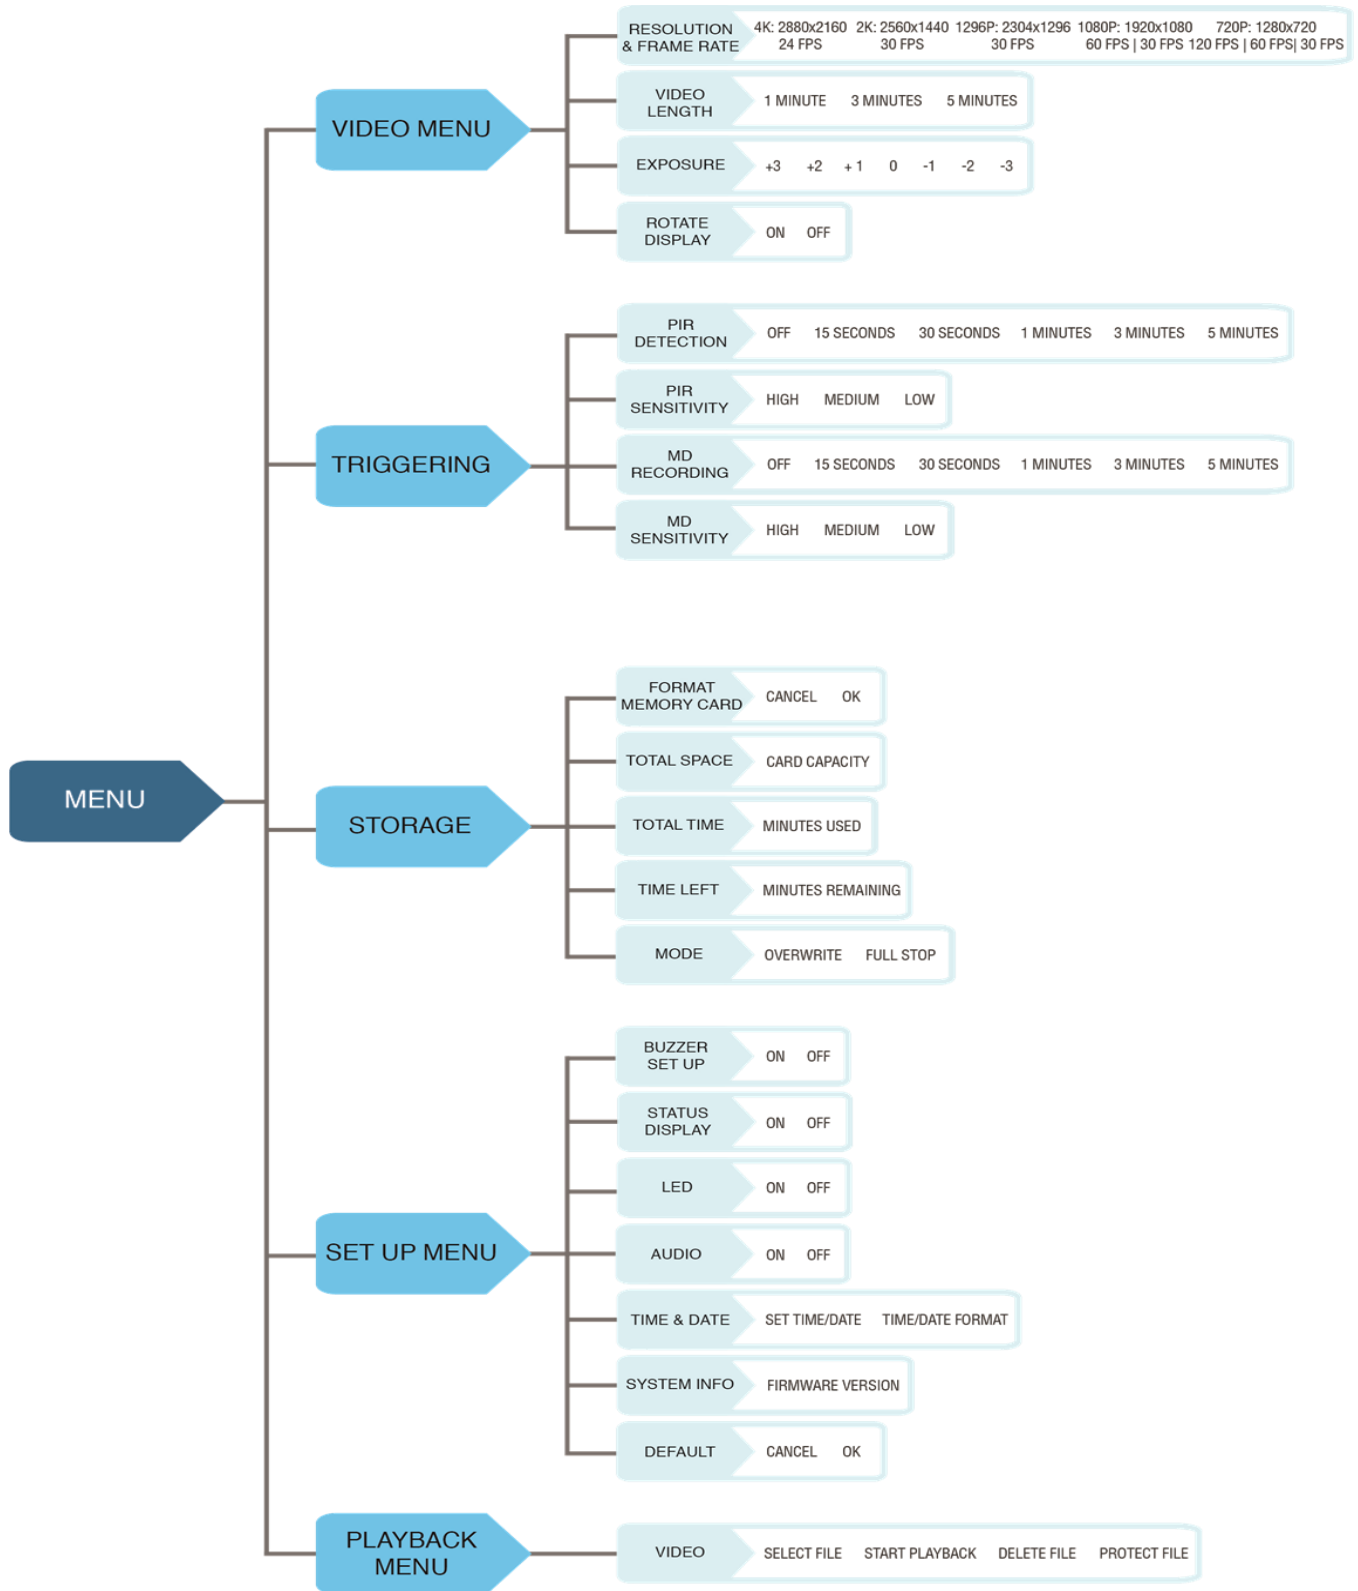 RESOLUTION
& FRAME RATE
4K: 2880x2160 2K: 2560x1440 1296P: 2304x1296 1080P: 1920x1080 720P: 1280x720
24 FPS 30 FPS 30 FPS 60 FPS | 30 FPS 120 FPS | 60 FPS| 30 FPS
VIDEO MENU
VIDEO
LENGTH
1 MINUTE 3 MINUTES 5 MINUTES
EXPOSURE
+3 +2 + 1 0 -1 -2 -3
ROTATE
DISPLAY
ON OFF
TRIGGERING
PIR
DETECTION
OFF 15 SECONDS 30 SECONDS 1 MINUTES 3 MINUTES 5 MINUTES
PIR
SENSITIVITY
HIGH MEDIUM LOW
MD
RECORDING
OFF 15 SECONDS 30 SECONDS 1 MINUTES 3 MINUTES 5 MINUTES
MD
SENSITIVITY
HIGH MEDIUM LOW
MENU
STORAGE
FORMAT
MEMORY CARD
CANCEL OK
TOTAL SPACE
CARD CAPACITY
TOTAL TIME
MINUTES USED
TIME LEFT
MINUTES REMAINING
MODE
OVERWRITE FULL STOP
SET UP MENU
BUZZER
SET UP
ON OFF
STATUS
DISPLAY
ON OFF
LED
ON OFF
AUDIO
ON OFF
TIME & DATE
SET TIME/DATE TIME/DATE FORMAT
SYSTEM INFO
FIRMWARE VERSION
DEFAULT
CANCEL OK
PLAYBACK
MENU
VIDEO
SELECT FILE START PLAYBACK DELETE FILE PROTECT FILE